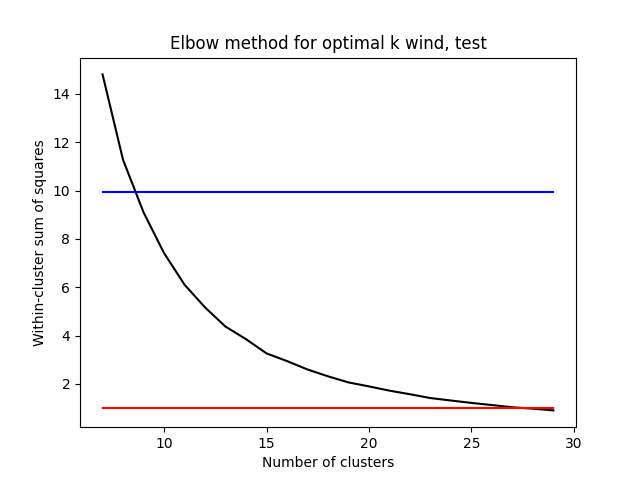 Elbow method for optimal k wind, test
Within-cluster sum of squares
14
12
10
8
6
4
2
10 15 20 25 30
Number of clusters